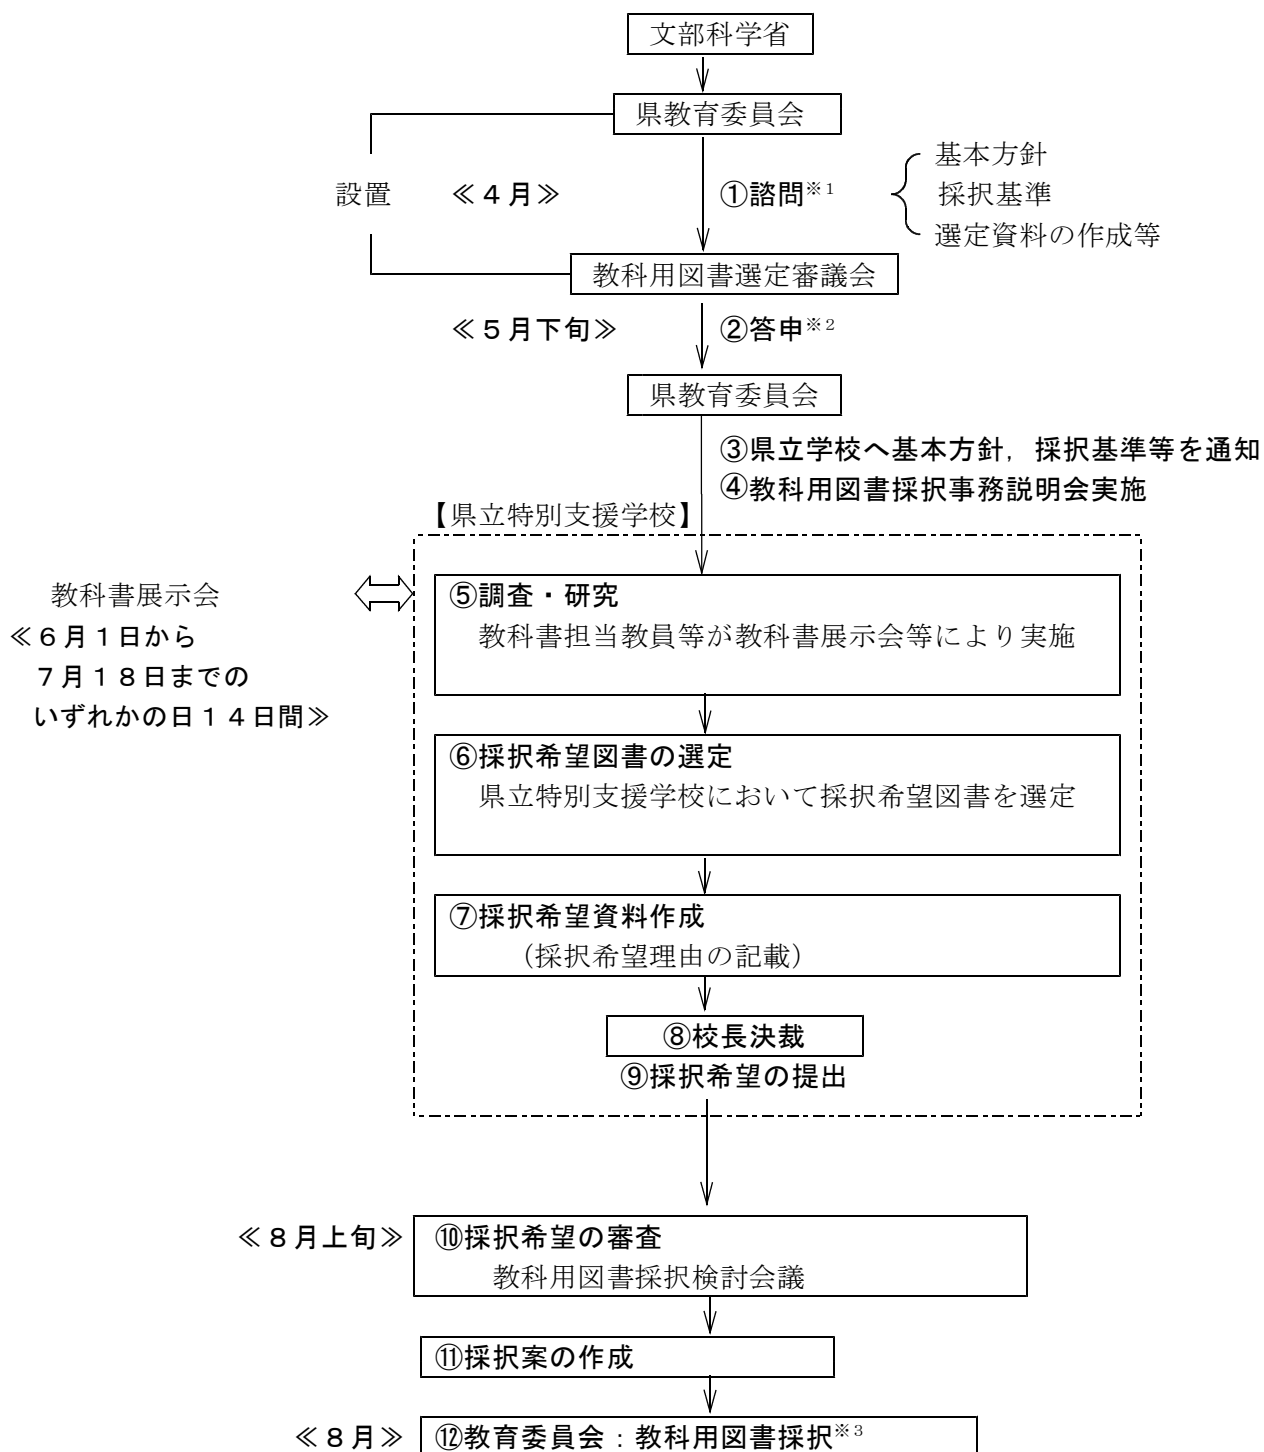 文部科学省
県教育委員会
設置
≪４月≫
①諮問※1
基本方針
採択基準
選定資料の作成等
教科用図書選定審議会
≪５月下旬≫
②答申※2
県教育委員会
③県立学校へ基本方針，採択基準等を通知
④教科用図書採択事務説明会実施
【県立特別支援学校】
教科書展示会
≪６月１日から
７月１８日までの
いずれかの日１４日間≫
⑤調査・研究
教科書担当教員等が教科書展示会等により実施
⑥採択希望図書の選定
県立特別支援学校において採択希望図書を選定
⑦採択希望資料作成
（採択希望理由の記載）
⑧校長決裁
⑨採択希望の提出
≪８月上旬≫
⑩採択希望の審査
教科用図書採択検討会議
⑪採択案の作成
≪８月≫
⑫教育委員会：教科用図書採択※3